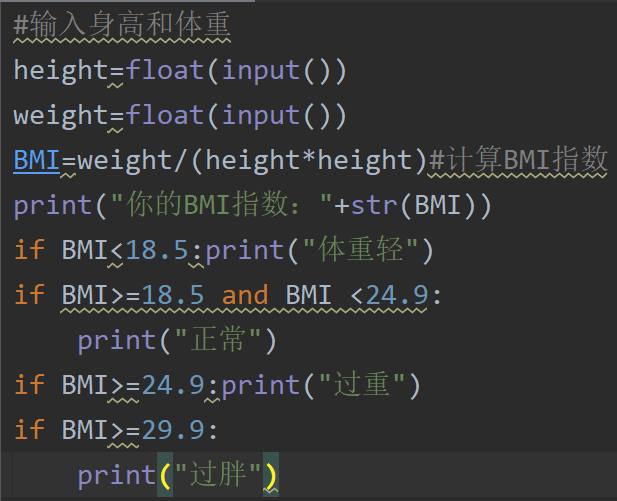 #输入身高和体重
height=float(input())
weight=float(input())
BMI=weight/(height*height)#计算BMI指数
print("你的BMI指数："+str(BMI))
if BMI<18.5:print("体重轻")
if BMI>=18.5 and BMI <24.9:
    print("正常")
if BMI>=24.9:print("过重")
if BMI>=29.9:
    print("过胖")